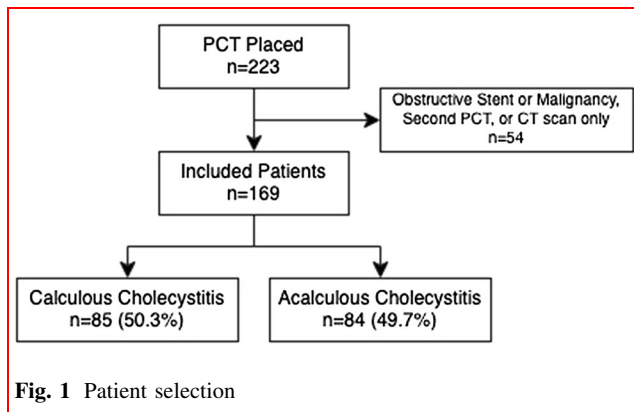 PCT Placed
n=223
Obstructive Stent or Malignancy,
Second PCT, or CT scan only
n=54
Included Patients
n=169
Calculous Cholecystitis
n=85 (50.3%)
Acalculous Cholecystitis
n=84 (49.7%)
Fig. 1 Patient selection